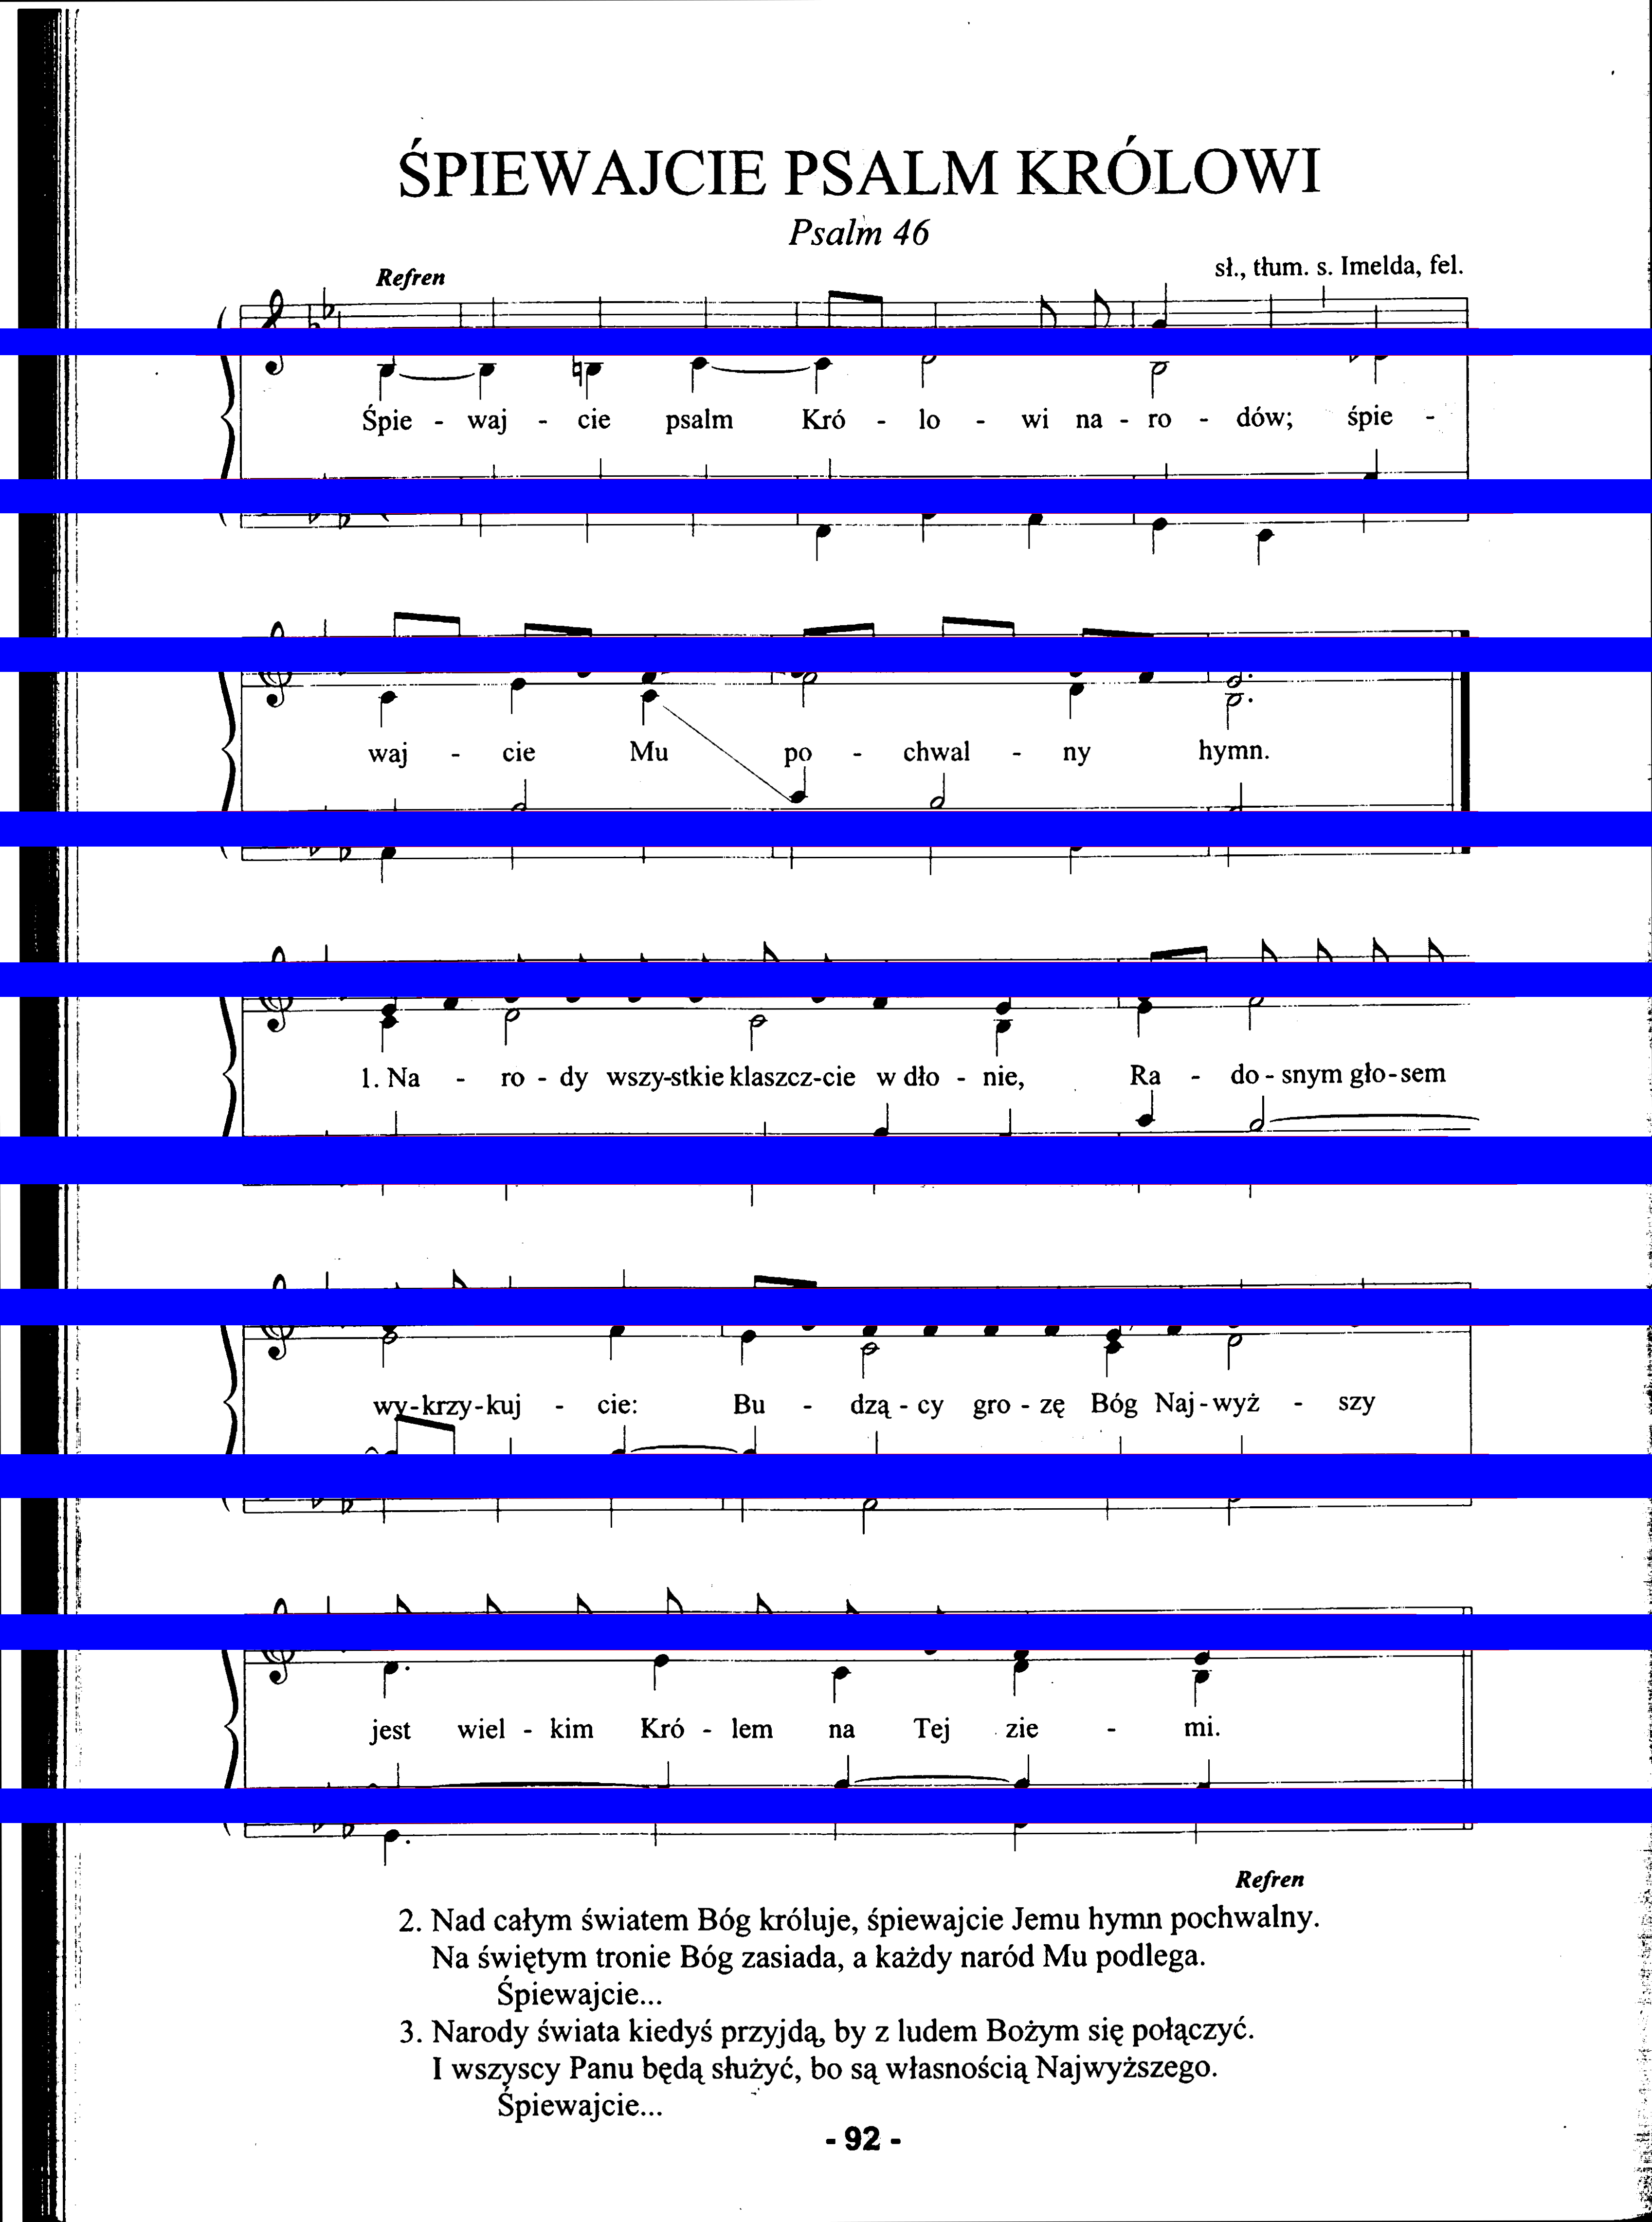 ŚPIEWAJCIE PSALM KRÓLOWI
Psalm 46
sł., tłum. s. Imelda, fel.
Refren
Śpie - waj - cie psalm Kró - lo - wi na - ro - dów; śpie -
waj - cie Mu po - chwal - ny hymn.
1. Na - ro - dy wszy-stkie klaszcz-cie w dło - nie, Ra - do - snym gło-sem
wy-krzy-kuj - cie: Bu - dzą - cy gro - zę Bóg Naj-wyż - szy
jest wiel - kim Kró - lem na Tej zie - mi.
Refren
2. Nad całym światem Bóg króluje, śpiewajcie Jemu hymn pochwalny.
Na świętym tronie Bóg zasiada, a każdy naród Mu podlega.
Śpiewajcie...
3. Narody świata kiedyś przyjdą, by z ludem Bożym się połączyć.
I wszyscy Panu będą służyć, bo są własnością Najwyższego.
Śpiewajcie...
- 92 -